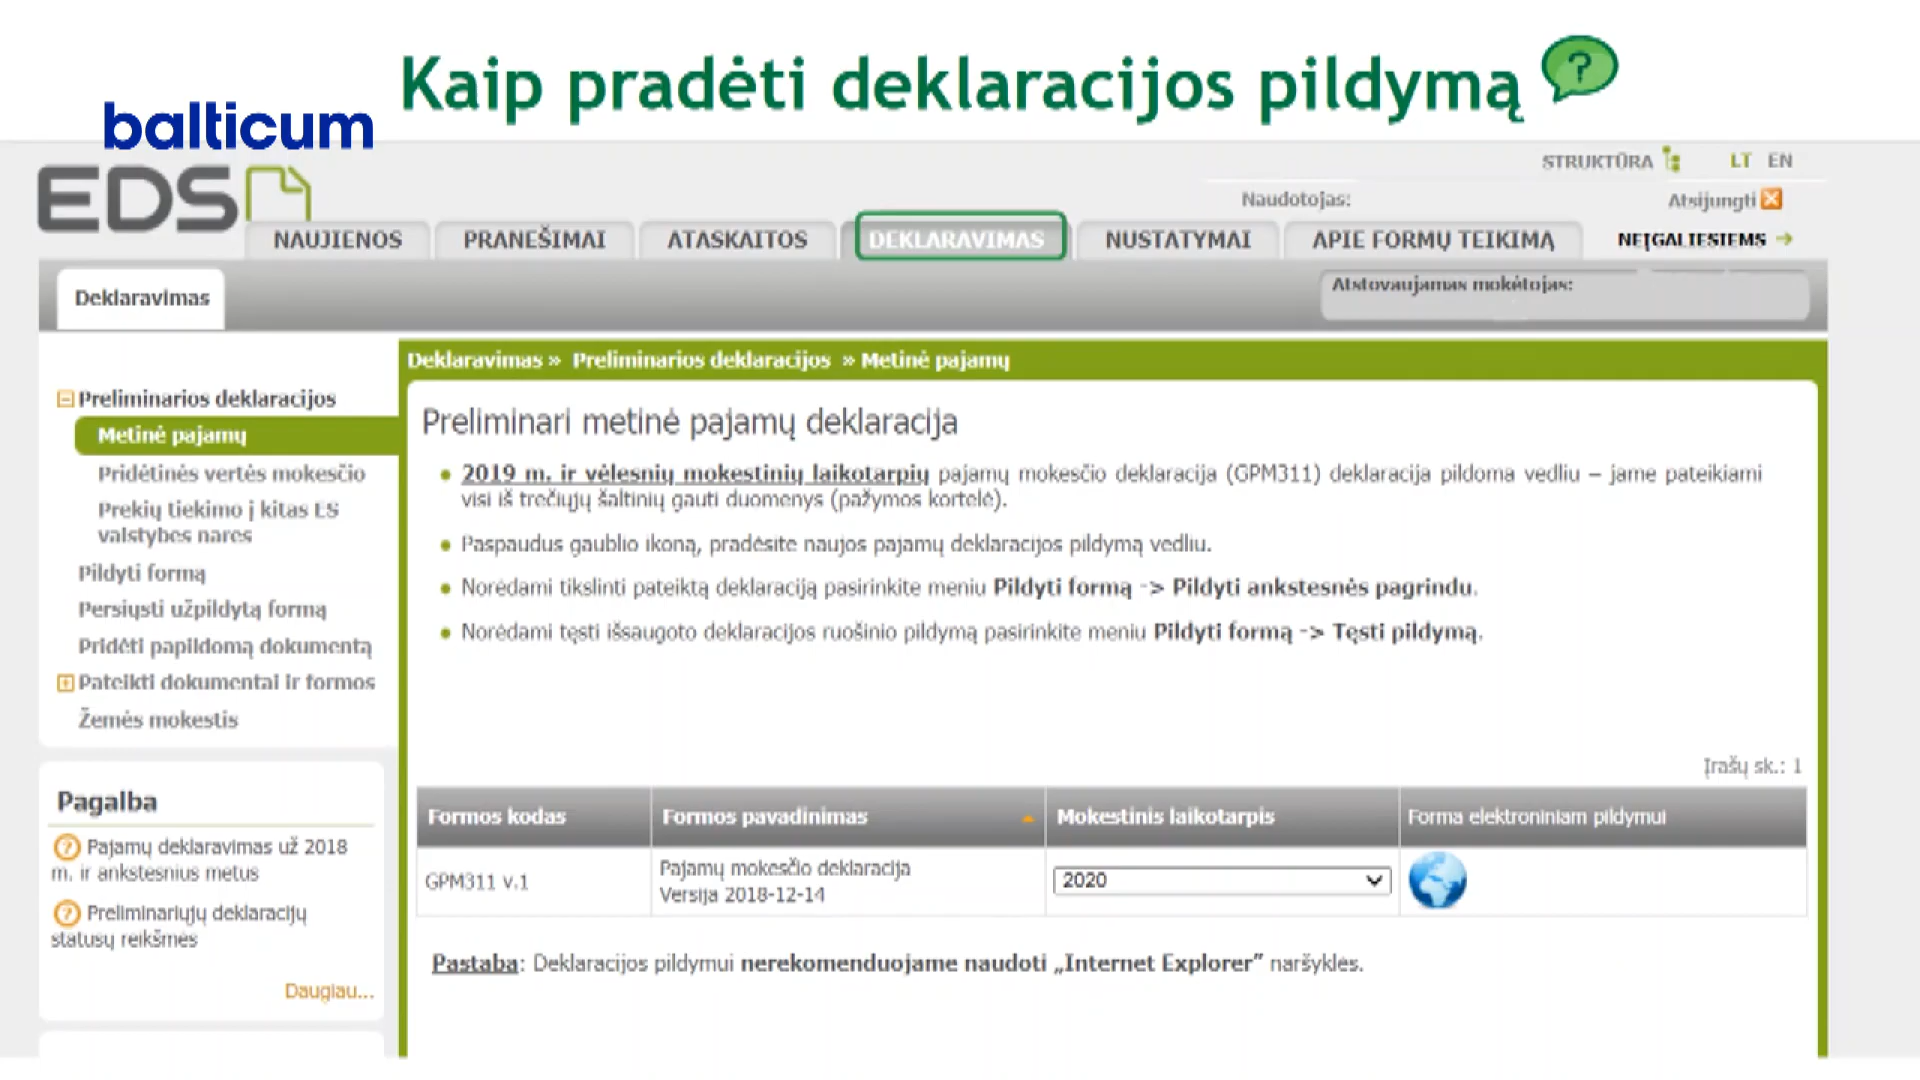 Kaip pradėti deklaracijos pildymą ?
balticum
STRUKTŪRA LT EN
EDS
Naudotojas: Atsijungti
NAUJIENOS PRANEŠIMAI ATASKAITOS DEKLARAVIMAS NUSTATYMAI APIE FORMŲ TEIKIMĄ NEĮGALIESIEMS
Deklaravimas
Atstovaujamas mokėtojas:
Deklaravimas » Preliminarios deklaracijos » Metinė pajamų
Preliminarios deklaracijos
Metinė pajamų
Pridėtinės vertės mokesčio
Prekių tiekimo į kitas ES
valstybes nares
Pildyti formą
Persiųsti užpildytą formą
Pridėti papildomą dokumentą
Pateikti dokumentai ir formos
Žemės mokestis
Pagalba
Pajamų deklaravimas už 2018
m. ir ankstesnius metus
Preliminariųjų deklaracijų
statusų reikšmės
Daugiau...
Preliminari metinė pajamų deklaracija
2019 m. ir vėlesnių mokestinių laikotarpių pajamų mokesčio deklaracija (GPM311) deklaracija pildoma vedliu – jame pateikiami
visi iš trečiųjų šaltinių gauti duomenys (pažymos kortelė).
Paspaudus gaublio ikoną, pradėsite naujos pajamų deklaracijos pildymą vedliu.
Norėdami tikslinti pateiktą deklaraciją pasirinkite meniu Pildyti formą -> Pildyti ankstesnės pagrindu.
Norėdami tęsti išsaugoto deklaracijos ruošinio pildymą pasirinkite meniu Pildyti formą -> Tęsti pildymą.
Įrašų sk.: 1
Formos kodas Formos pavadinimas Mokestinis laikotarpis Forma elektroniniam pildymui
GPM311 v.1 Pajamų mokesčio deklaracija
Versija 2018-12-14 2020
Pastaba: Deklaracijos pildymui nerekomenduojame naudoti „Internet Explorer” naršyklės.